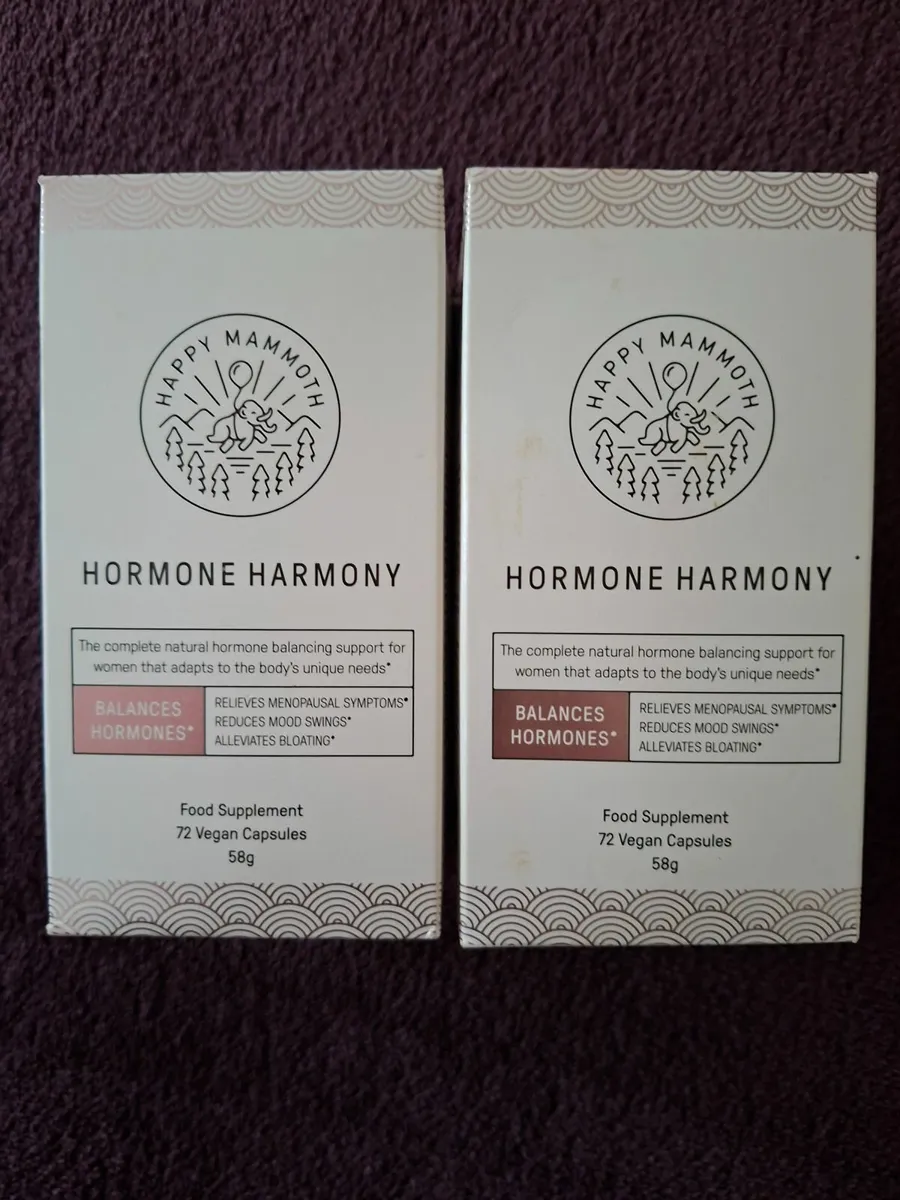 HAPPY MAMMOTH
HORMONE HARMONY
The complete natural hormone balancing support for
women that adapts to the body's unique needs*
BALANCES
HORMONES*
RELIEVES MENOPAUSAL SYMPTOMS*
REDUCES MOOD SWINGS*
ALLEVIATES BLOATING*
Food Supplement
72 Vegan Capsules
58g
HAPPY MAMMOTH
HORMONE HARMONY
The complete natural hormone balancing support for
women that adapts to the body's unique needs*
BALANCES
HORMONES*
RELIEVES MENOPAUSAL SYMPTOMS*
REDUCES MOOD SWINGS*
ALLEVIATES BLOATING*
Food Supplement
72 Vegan Capsules
58g